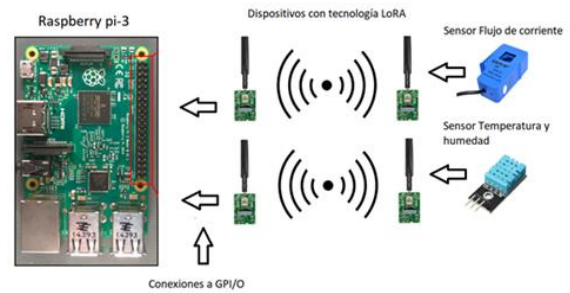 Raspberry pi-3
Dispositivos con tecnología LoRA
Sensor Flujo de corriente
Sensor Temperatura y
humedad
Conexiones a GPI/O